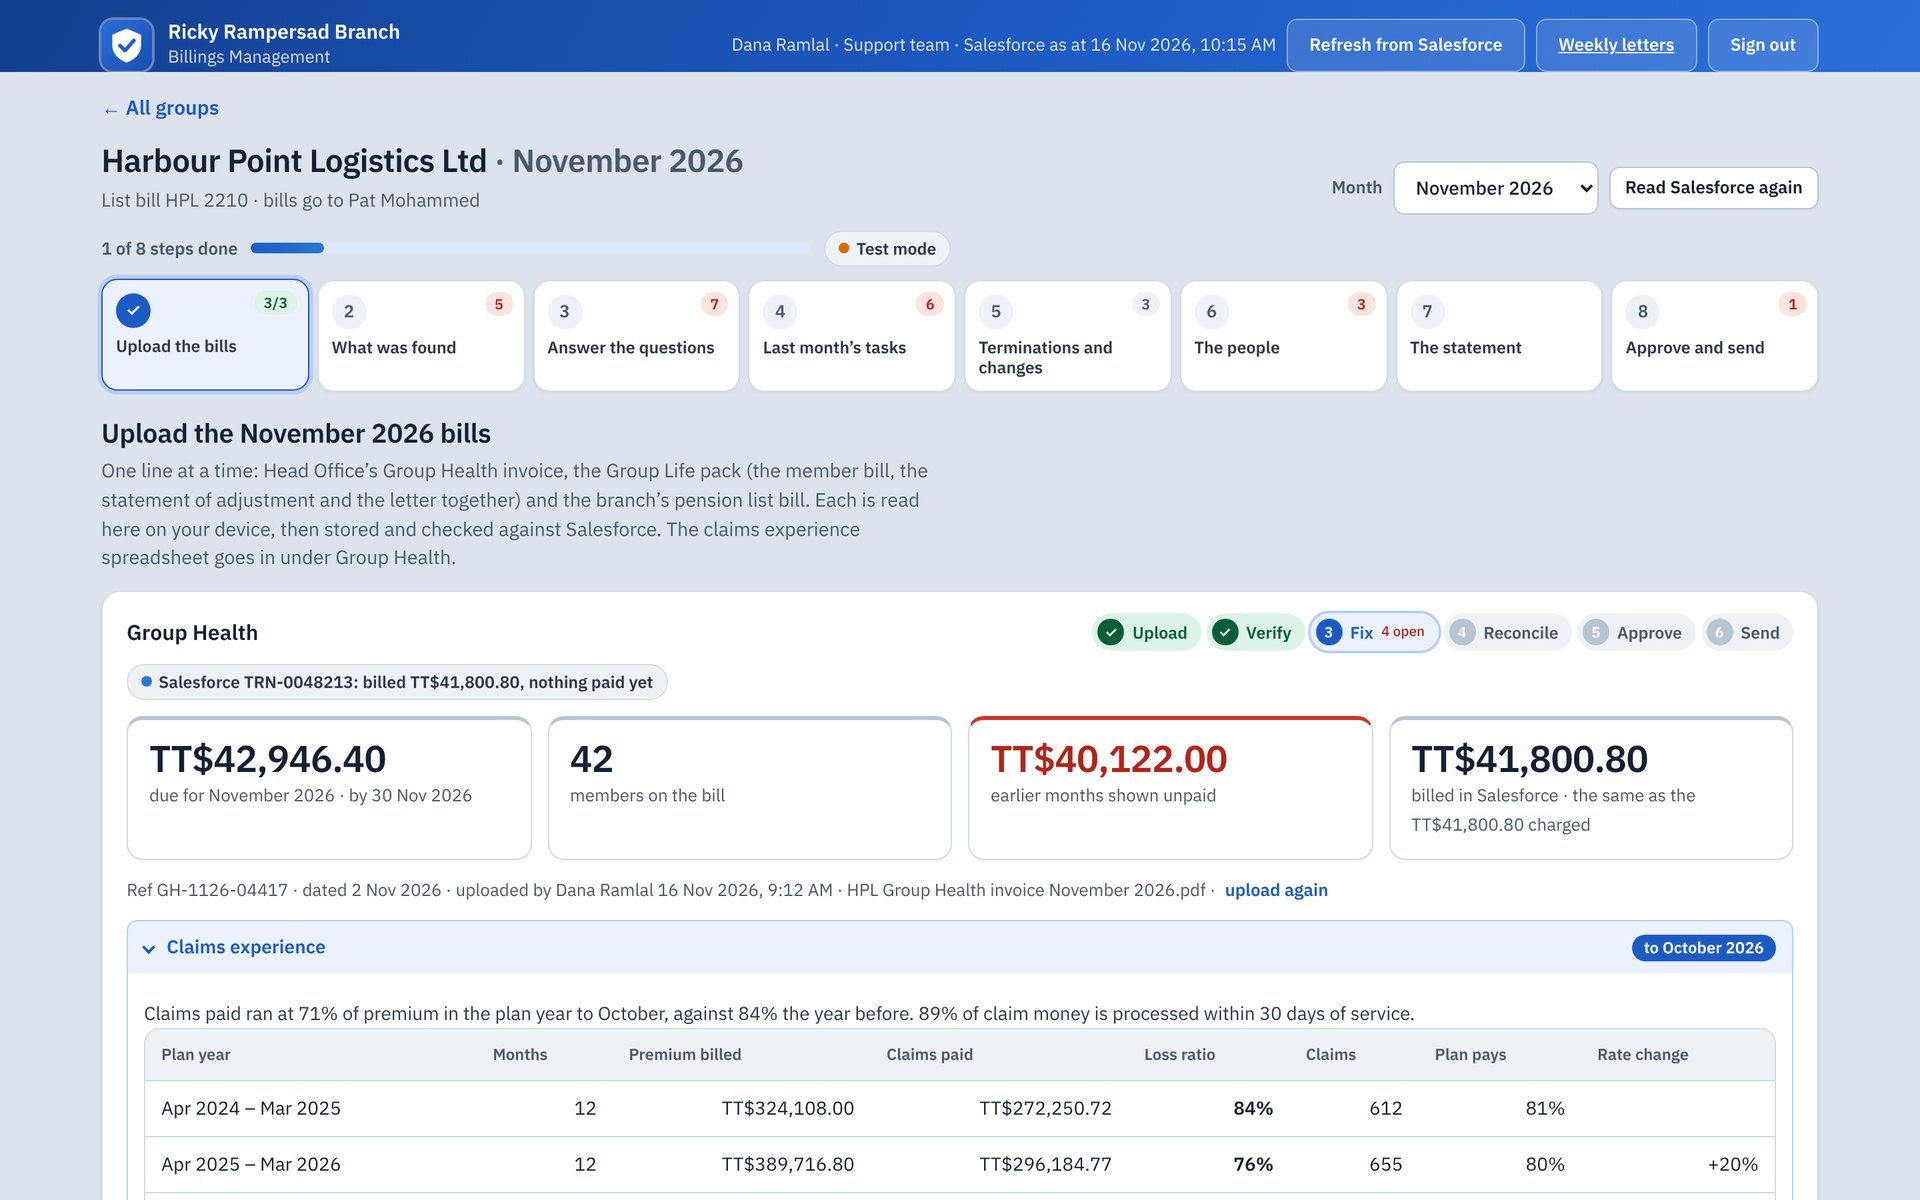 Ricky Rampersad Branch
Billings Management
Dana Ramlal · Support team · Salesforce as at 16 Nov 2026, 10:15 AM
Refresh from Salesforce
Weekly letters
Sign out
← All groups
Harbour Point Logistics Ltd · November 2026
List bill HPL 2210 · bills go to Pat Mohammed
Month
November 2026
Read Salesforce again
1 of 8 steps done
Test mode
3/3
Upload the bills
2
5
What was found
3
7
Answer the questions
4
6
Last month’s tasks
5
3
Terminations and
changes
6
3
The people
7
The statement
8
1
Approve and send
Upload the November 2026 bills
One line at a time: Head Office’s Group Health invoice, the Group Life pack (the member bill, the
statement of adjustment and the letter together) and the branch’s pension list bill. Each is read
here on your device, then stored and checked against Salesforce. The claims experience
spreadsheet goes in under Group Health.
Group Health
Upload
Verify
3 Fix 4 open
4 Reconcile
5 Approve
6 Send
Salesforce TRN-0048213: billed TT$41,800.80, nothing paid yet
TT$42,946.40
due for November 2026 · by 30 Nov 2026
42
members on the bill
TT$40,122.00
earlier months shown unpaid
TT$41,800.80
billed in Salesforce · the same as the
TT$41,800.80 charged
Ref GH-1126-04417 · dated 2 Nov 2026 · uploaded by Dana Ramlal 16 Nov 2026, 9:12 AM · HPL Group Health invoice November 2026.pdf · upload again
Claims experience
to October 2026
Claims paid ran at 71% of premium in the plan year to October, against 84% the year before. 89% of claim money is processed within 30 days of service.
Plan year Months Premium billed Claims paid Loss ratio Claims Plan pays Rate change
Apr 2024 – Mar 2025 12 TT$324,108.00 TT$272,250.72 84% 612 81%
Apr 2025 – Mar 2026 12 TT$389,716.80 TT$296,184.77 76% 655 80% +20%